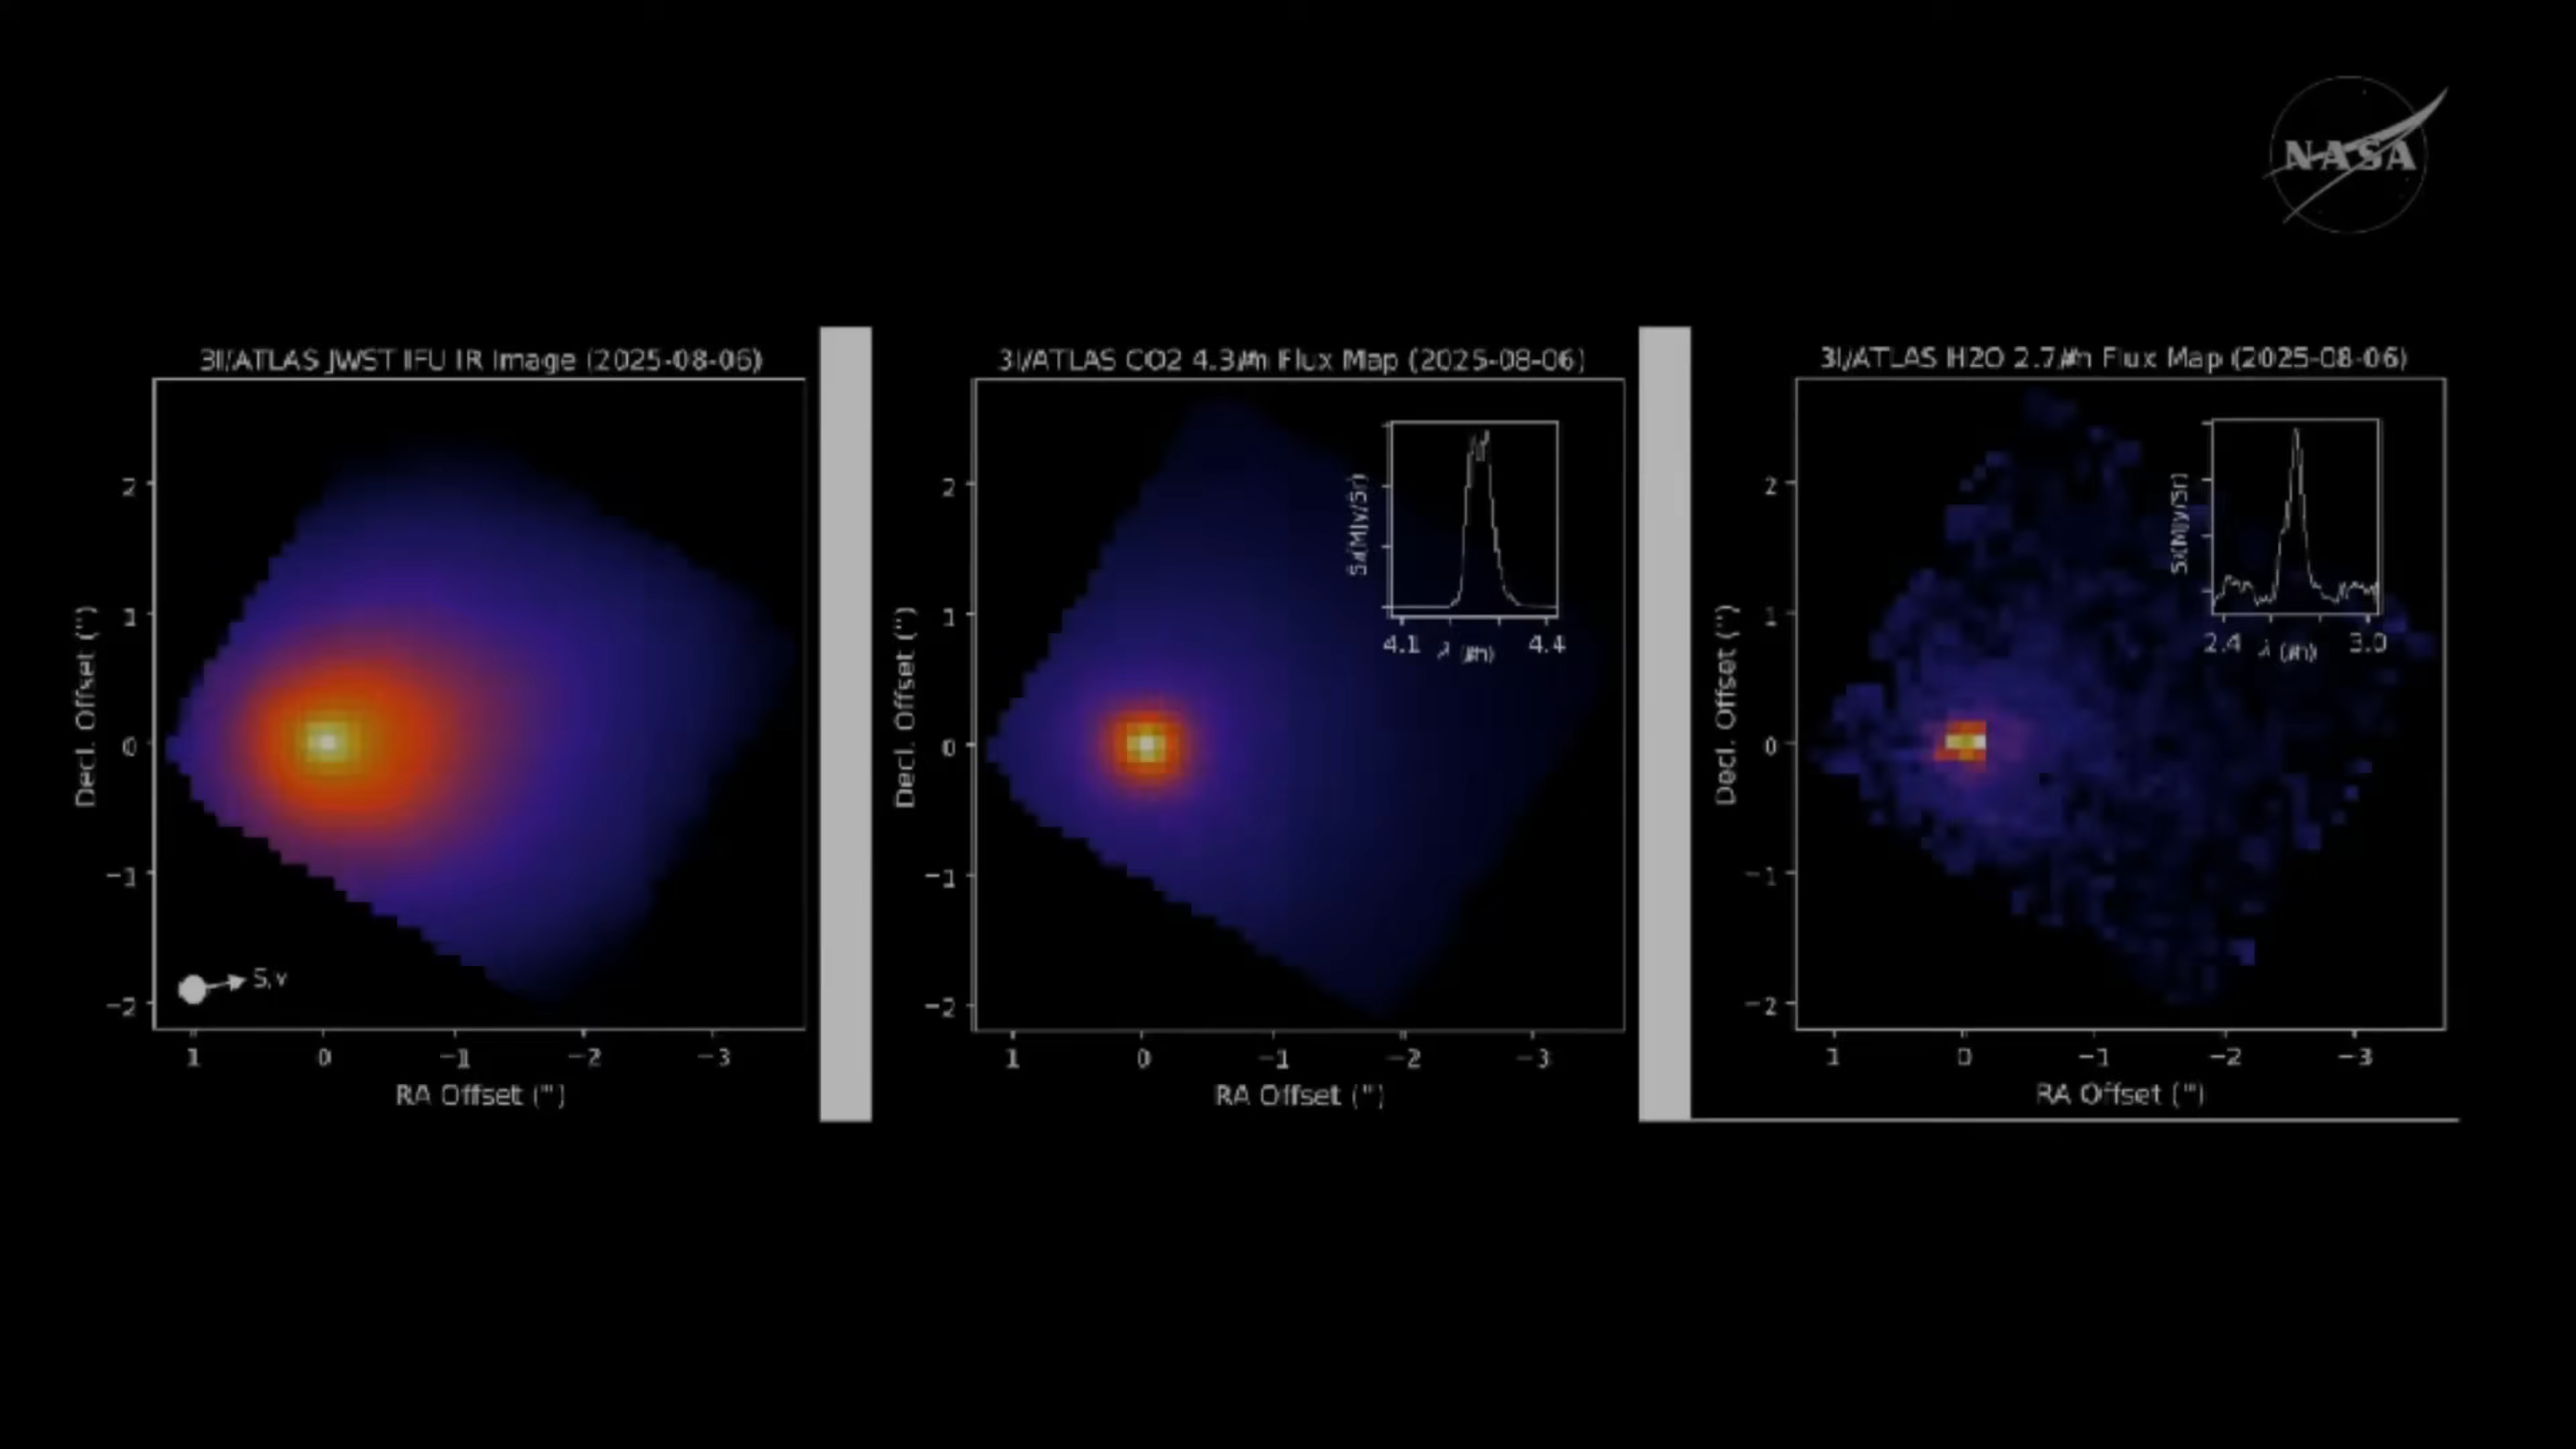 NASA
3I/ATLAS JWST IFU IR Image (2025-08-06)
Decl. Offset (")
2
1
0
−1
−2
S,v
1
0
−1
−2
−3
RA Offset (")
3I/ATLAS CO2 4.3μm Flux Map (2025-08-06)
Decl. Offset (")
2
1
0
−1
−2
(MJy/Sr)
4.1
λ (μm)
4.4
1
0
−1
−2
−3
RA Offset (")
3I/ATLAS H2O 2.7μm Flux Map (2025-08-06)
Decl. Offset (")
2
1
0
−1
−2
(MJy/Sr)
2.4
λ (μm)
3.0
1
0
−1
−2
−3
RA Offset (")